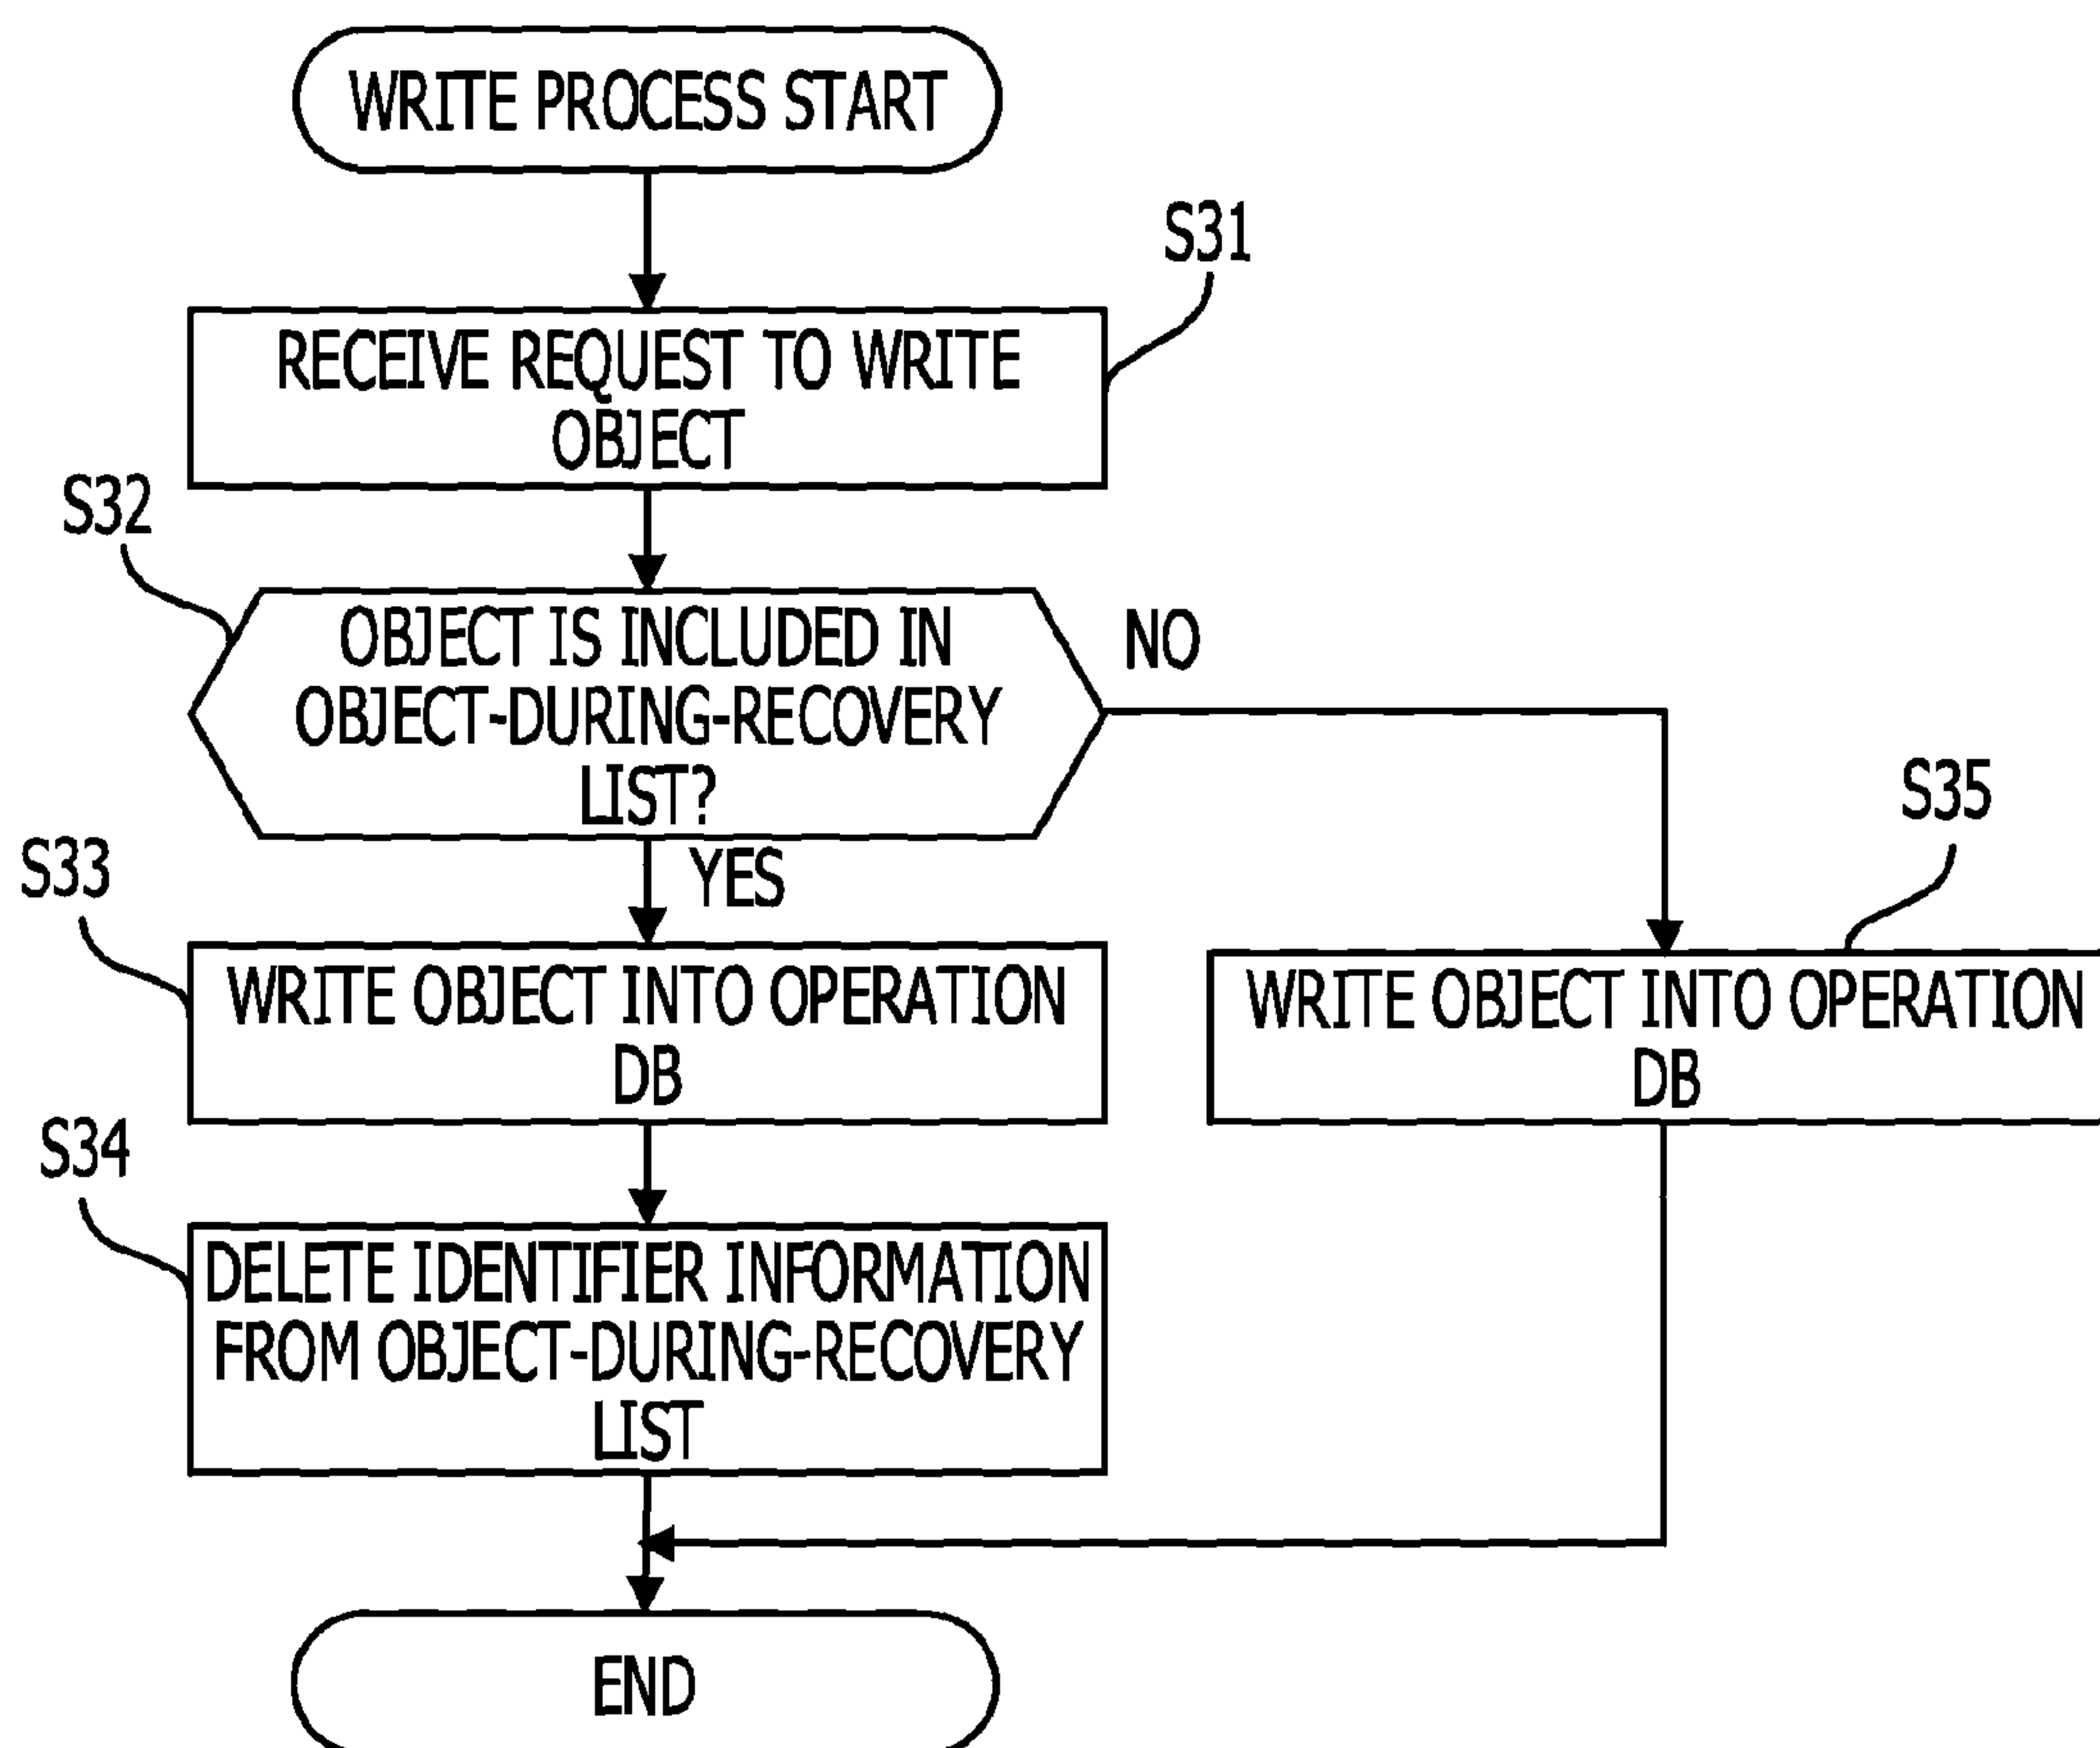 WRITE PROCESS START
S31
RECEIVE REQUEST TO WRITE
OBJECT
S32
OBJECT IS INCLUDED IN
OBJECT-DURING-RECOVERY
LIST?
NO
YES
S33
WRITE OBJECT INTO OPERATION
DB
S35
WRITE OBJECT INTO OPERATION
DB
S34
DELETE IDENTIFIER INFORMATION
FROM OBJECT-DURING-RECOVERY
LIST
END